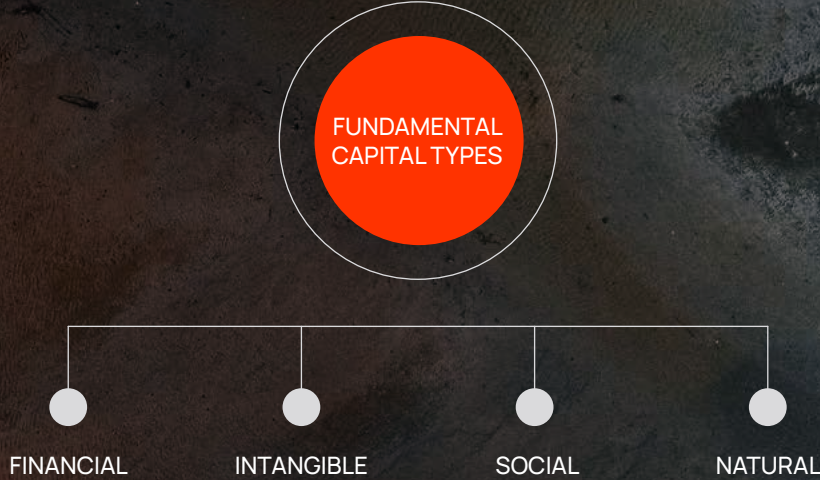 FUNDAMENTAL
CAPITAL TYPES
FINANCIAL
INTANGIBLE
SOCIAL
NATURAL